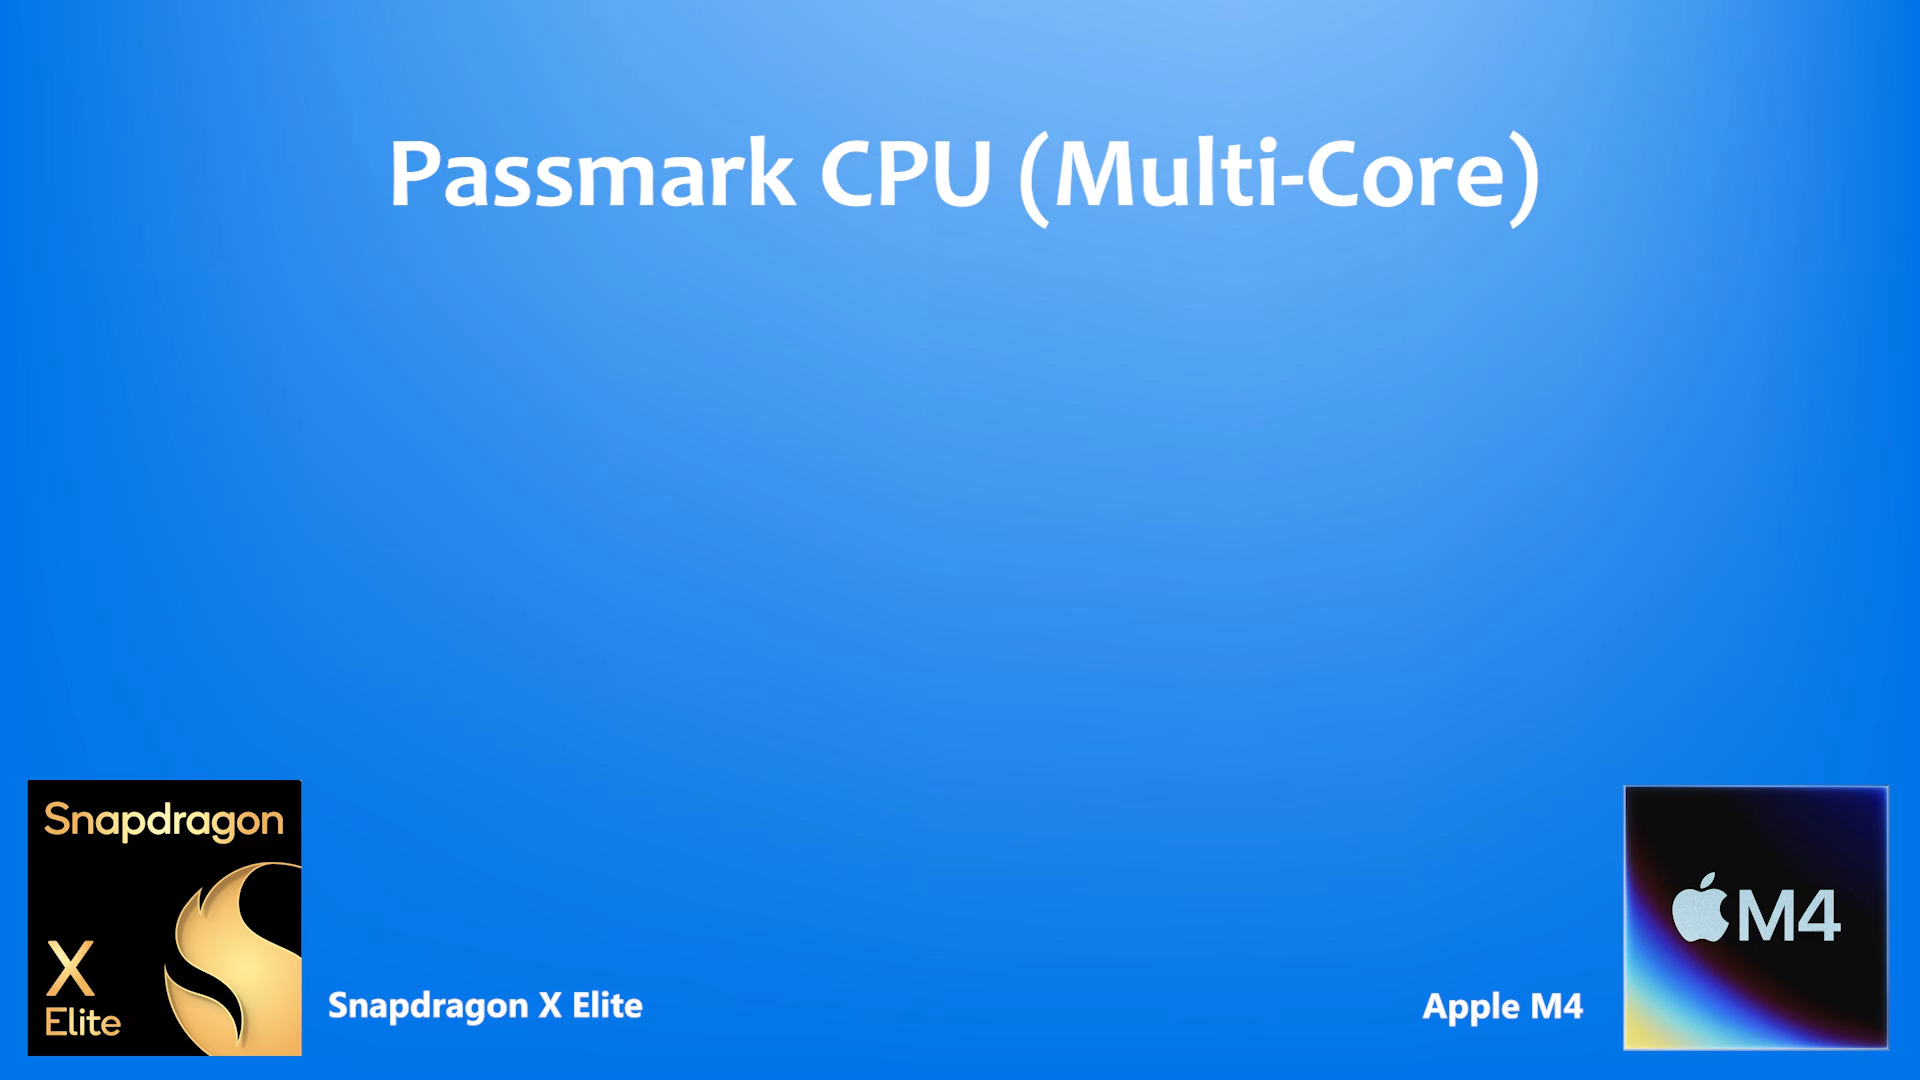 Passmark CPU (Multi-Core)
Snapdragon
X
Elite
Snapdragon X Elite
Apple M4
M4